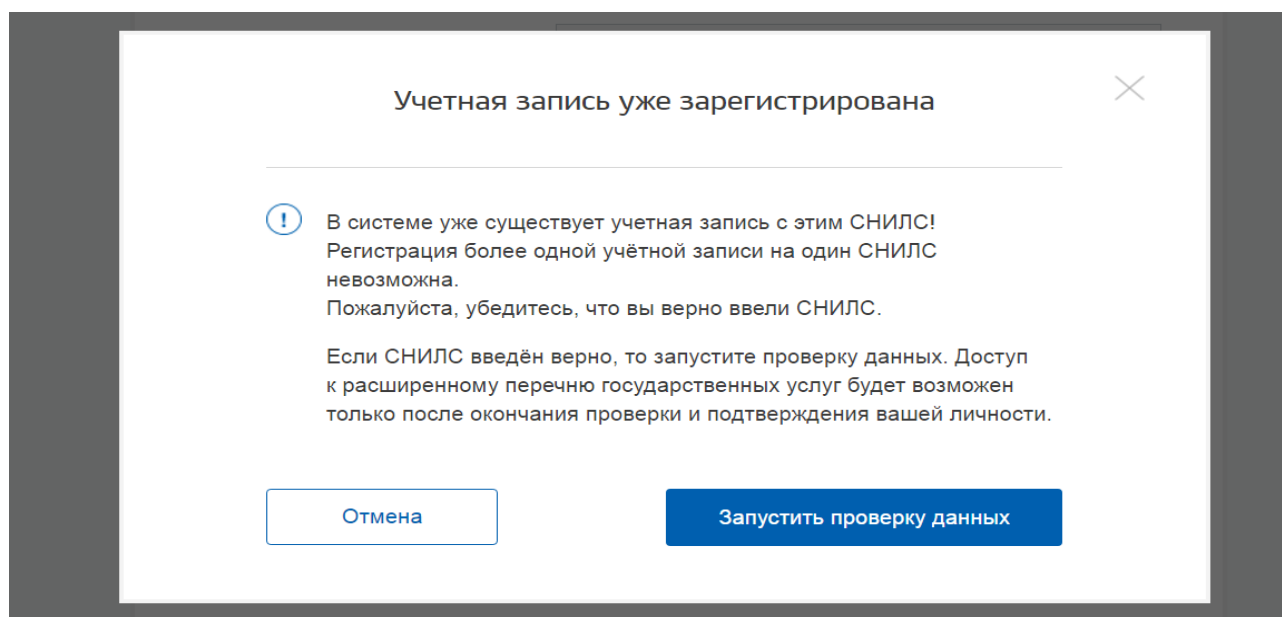 Учетная запись уже зарегистрирована
В системе уже существует учетная запись с этим СНИЛС!
Регистрация более одной учётной записи на один СНИЛС
невозможна.
Пожалуйста, убедитесь, что вы верно ввели СНИЛС.
Если СНИЛС введён верно, то запустите проверку данных. Доступ
к расширенному перечню государственных услуг будет возможен
только после окончания проверки и подтверждения вашей личности.
Отмена
Запустить проверку данных